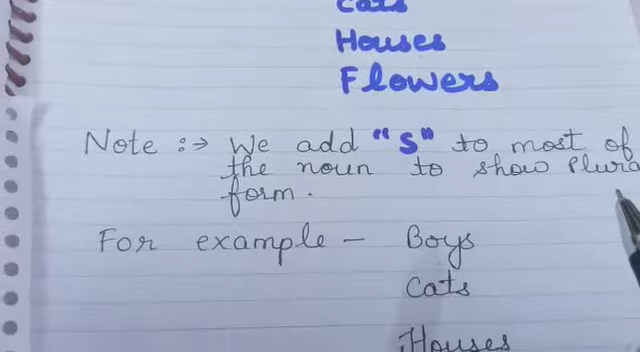 Cats
Houses
Flowers
Note :→ We add "S" to most of
the noun to show Plura
form.
For example - Boys
Cats
Houses